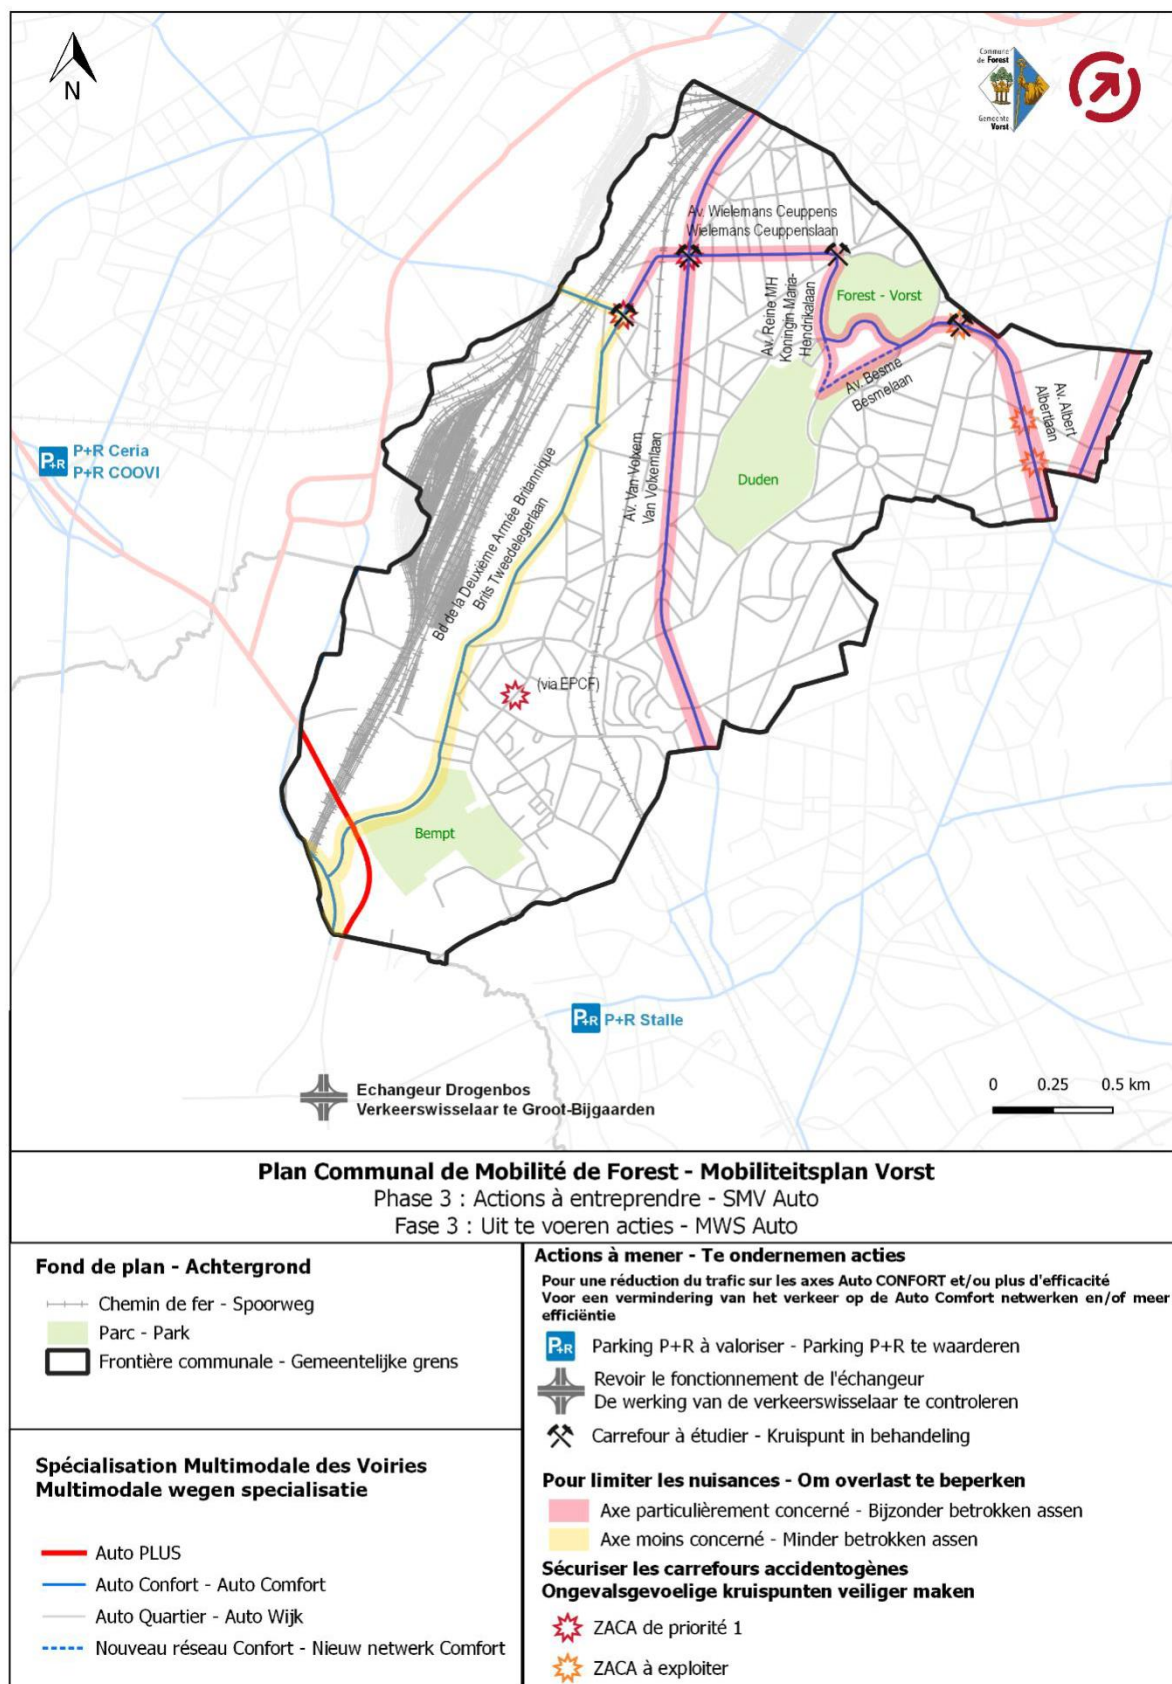 N
Commune
de Forest
Gemeente
Vorst
Av. Wielemans Ceuppens
Wielemans Ceuppenslaan
Av. Reine MH
Koningin Maria-
Hendrikalaan
Forest - Vorst
Av. Besme
Besmelaan
Av. Albert
Albertlaan
P+R
P+R Ceria
P+R COOVI
Av. Van Volxem
Van Volxemlaan
Duden
Bd de la Deuxième Armée Britannique
Brits Tweedelegerlaan
(via EPCF)
Bempt
P+R
P+R Stalle
Echangeur Drogenbos
Verkeerswisselaar te Groot-Bijgaarden
0 0.25 0.5 km
Plan Communal de Mobilité de Forest - Mobiliteitsplan Vorst
Phase 3 : Actions à entreprendre - SMV Auto
Fase 3 : Uit te voeren acties - MWS Auto
Fond de plan - Achtergrond
Chemin de fer - Spoorweg
Parc - Park
Frontière communale - Gemeentelijke grens
Spécialisation Multimodale des Voiries
Multimodale wegen specialisatie
Auto PLUS
Auto Confort - Auto Comfort
Auto Quartier - Auto Wijk
Nouveau réseau Confort - Nieuw netwerk Comfort
Actions à mener - Te ondernemen acties
Pour une réduction du trafic sur les axes Auto CONFORT et/ou plus d'efficacité
Voor een vermindering van het verkeer op de Auto Comfort netwerken en/of meer
efficiëntie
P+R
Parking P+R à valoriser - Parking P+R te waarderen
Revoir le fonctionnement de l'échangeur
De werking van de verkeerswisselaar te controleren
Carrefour à étudier - Kruispunt in behandeling
Pour limiter les nuisances - Om overlast te beperken
Axe particulièrement concerné - Bijzonder betrokken assen
Axe moins concerné - Minder betrokken assen
Sécuriser les carrefours accidentogènes
Ongevalsgevoelige kruispunten veiliger maken
ZACA de priorité 1
ZACA à exploiter